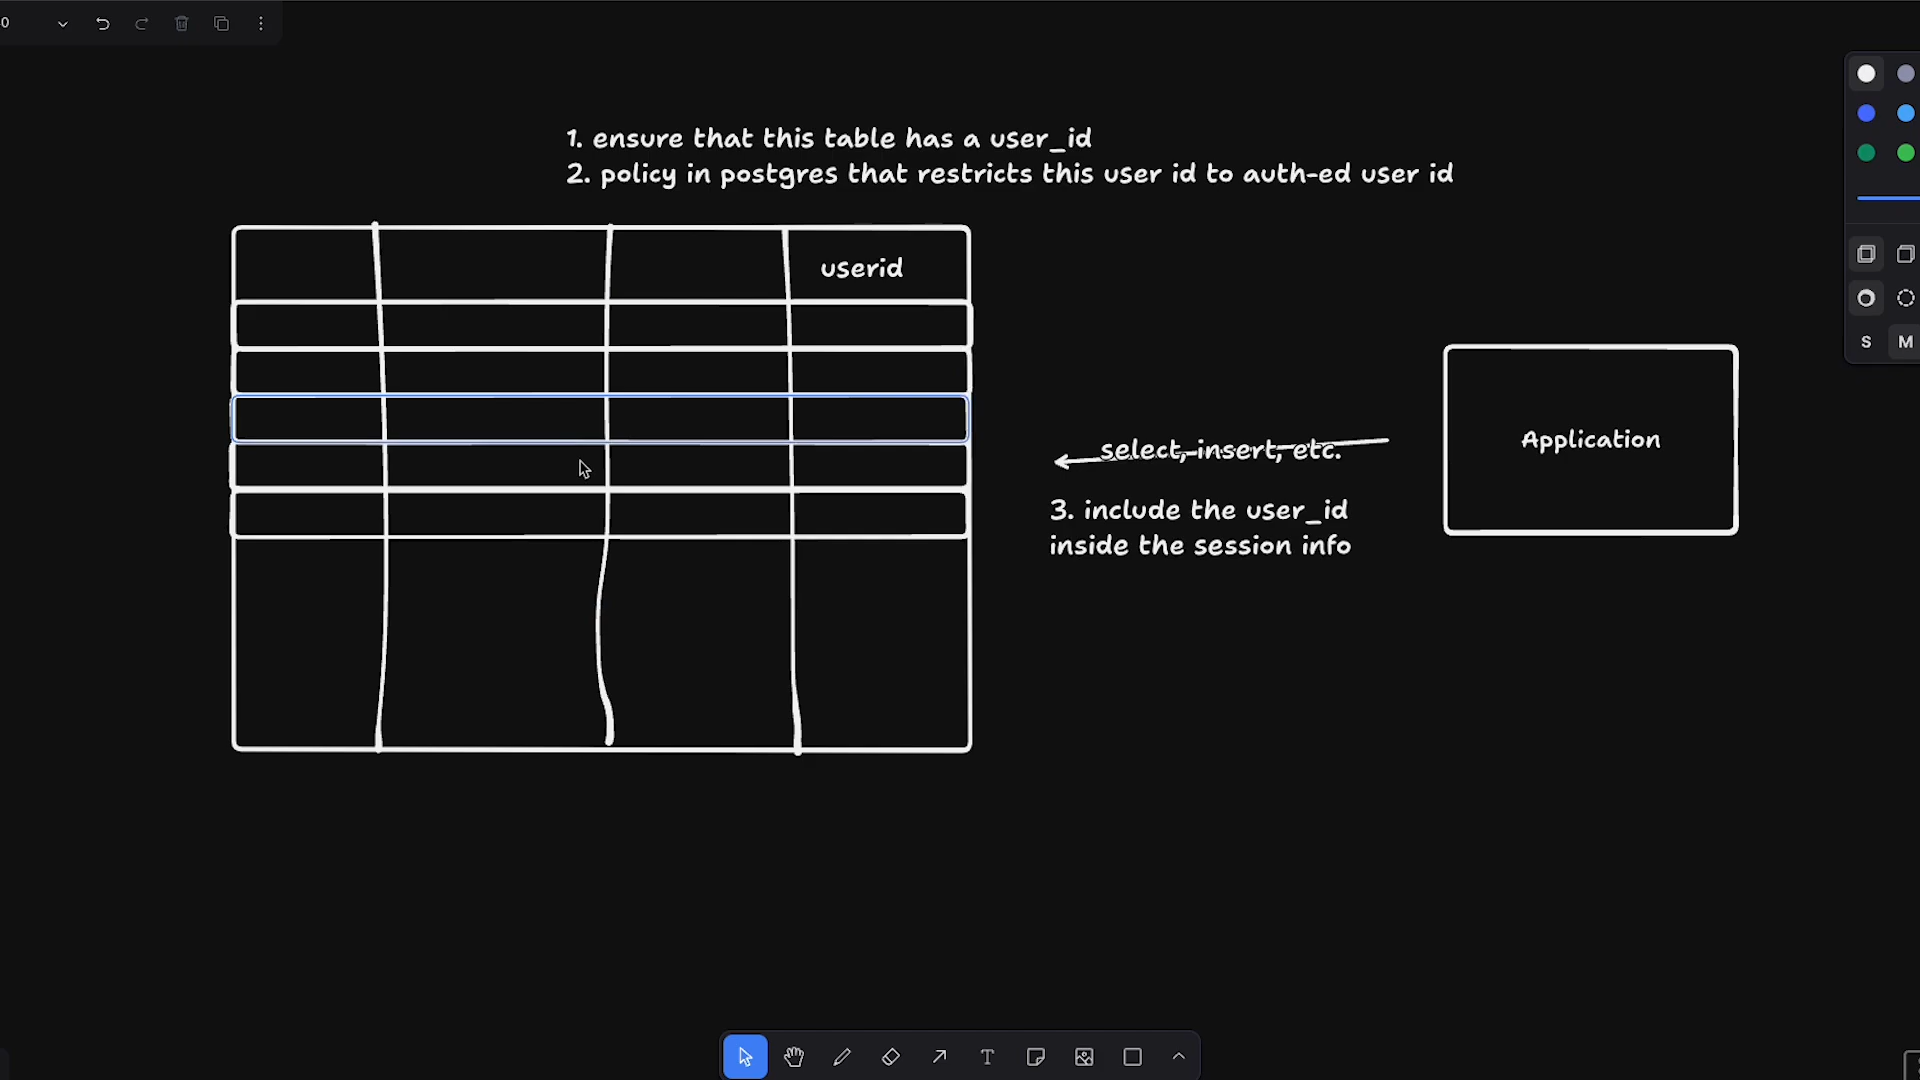 0
1. ensure that this table has a user_id
2. policy in postgres that restricts this user id to auth-ed user id
userid
S M
select, insert, etc.
Application
3. include the user_id
inside the session info
T